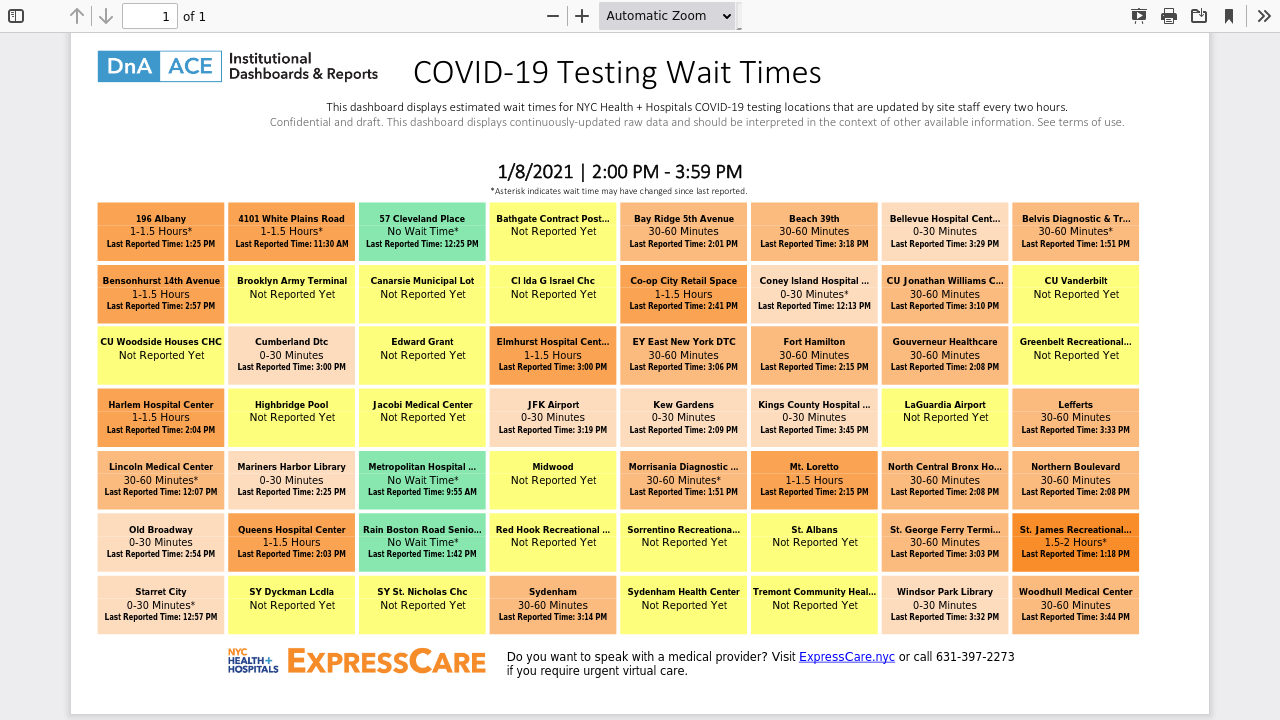 1
of 1
Automatic Zoom
DnA ACE Institutional
Dashboards & Reports
COVID-19 Testing Wait Times
This dashboard displays estimated wait times for NYC Health + Hospitals COVID-19 testing locations that are updated by site staff every two hours.
Confidential and draft. This dashboard displays continuously-updated raw data and should be interpreted in the context of other available information. See terms of use.
1/8/2021 | 2:00 PM - 3:59 PM
*Asterisk indicates wait time may have changed since last reported.
196 Albany
1-1.5 Hours*
Last Reported Time: 1:25 PM
4101 White Plains Road
1-1.5 Hours*
Last Reported Time: 11:30 AM
57 Cleveland Place
No Wait Time*
Last Reported Time: 12:25 PM
Bathgate Contract Post...
Not Reported Yet
Bay Ridge 5th Avenue
30-60 Minutes
Last Reported Time: 2:01 PM
Beach 39th
30-60 Minutes
Last Reported Time: 3:18 PM
Bellevue Hospital Cent...
0-30 Minutes
Last Reported Time: 3:29 PM
Belvis Diagnostic & Tr...
30-60 Minutes*
Last Reported Time: 1:51 PM
Bensonhurst 14th Avenue
1-1.5 Hours
Last Reported Time: 2:57 PM
Brooklyn Army Terminal
Not Reported Yet
Canarsie Municipal Lot
Not Reported Yet
Cl Ida G Israel Chc
Not Reported Yet
Co-op City Retail Space
1-1.5 Hours
Last Reported Time: 2:41 PM
Coney Island Hospital ...
0-30 Minutes*
Last Reported Time: 12:13 PM
CU Jonathan Williams C...
30-60 Minutes
Last Reported Time: 3:10 PM
CU Vanderbilt
Not Reported Yet
CU Woodside Houses CHC
Not Reported Yet
Cumberland Dtc
0-30 Minutes
Last Reported Time: 3:00 PM
Edward Grant
Not Reported Yet
Elmhurst Hospital Cent...
1-1.5 Hours
Last Reported Time: 3:00 PM
EY East New York DTC
30-60 Minutes
Last Reported Time: 3:06 PM
Fort Hamilton
30-60 Minutes
Last Reported Time: 2:15 PM
Gouverneur Healthcare
30-60 Minutes
Last Reported Time: 2:08 PM
Greenbelt Recreational...
Not Reported Yet
Harlem Hospital Center
1-1.5 Hours
Last Reported Time: 2:04 PM
Highbridge Pool
Not Reported Yet
Jacobi Medical Center
Not Reported Yet
JFK Airport
0-30 Minutes
Last Reported Time: 3:19 PM
Kew Gardens
0-30 Minutes
Last Reported Time: 2:09 PM
Kings County Hospital ...
0-30 Minutes
Last Reported Time: 3:45 PM
LaGuardia Airport
Not Reported Yet
Lefferts
30-60 Minutes
Last Reported Time: 3:33 PM
Lincoln Medical Center
30-60 Minutes*
Last Reported Time: 12:07 PM
Mariners Harbor Library
0-30 Minutes
Last Reported Time: 2:25 PM
Metropolitan Hospital ...
No Wait Time*
Last Reported Time: 9:55 AM
Midwood
Not Reported Yet
Morrisania Diagnostic ...
30-60 Minutes*
Last Reported Time: 1:51 PM
Mt. Loretto
1-1.5 Hours
Last Reported Time: 2:15 PM
North Central Bronx Ho...
30-60 Minutes
Last Reported Time: 2:08 PM
Northern Boulevard
30-60 Minutes
Last Reported Time: 2:08 PM
Old Broadway
0-30 Minutes
Last Reported Time: 2:54 PM
Queens Hospital Center
1-1.5 Hours
Last Reported Time: 2:03 PM
Rain Boston Road Senio...
No Wait Time*
Last Reported Time: 1:42 PM
Red Hook Recreational ...
Not Reported Yet
Sorrentino Recreationa...
Not Reported Yet
St. Albans
Not Reported Yet
St. George Ferry Termi...
30-60 Minutes
Last Reported Time: 3:03 PM
St. James Recreational...
1.5-2 Hours*
Last Reported Time: 1:18 PM
Starret City
0-30 Minutes*
Last Reported Time: 12:57 PM
SY Dyckman Lcdla
Not Reported Yet
SY St. Nicholas Chc
Not Reported Yet
Sydenham
30-60 Minutes
Last Reported Time: 3:14 PM
Sydenham Health Center
Not Reported Yet
Tremont Community Heal...
Not Reported Yet
Windsor Park Library
0-30 Minutes
Last Reported Time: 3:32 PM
Woodhull Medical Center
30-60 Minutes
Last Reported Time: 3:44 PM
NYC
HEALTH+
HOSPITALS
EXPRESSCARE
Do you want to speak with a medical provider? Visit ExpressCare.nyc or call 631-397-2273
if you require urgent virtual care.